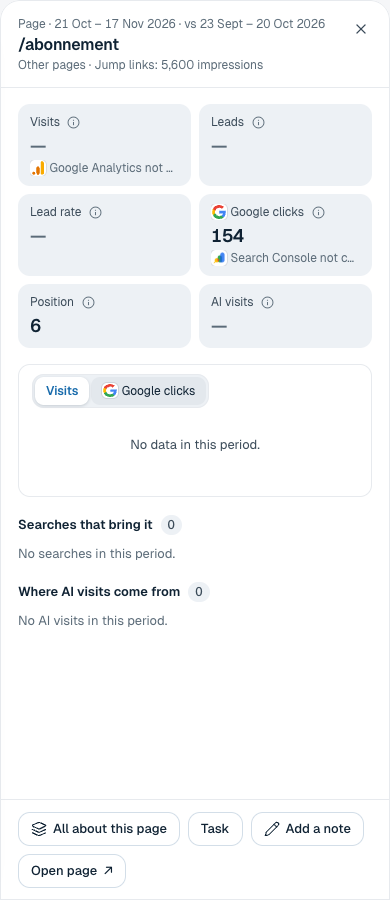 Page · 21 Oct – 17 Nov 2026 · vs 23 Sept – 20 Oct 2026
/abonnement
Other pages · Jump links: 5,600 impressions
Visits
—
Google Analytics not ...
Leads
—
Lead rate
—
Google clicks
154
Search Console not c...
Position
6
AI visits
—
Visits
Google clicks
No data in this period.
Searches that bring it 0
No searches in this period.
Where AI visits come from 0
No AI visits in this period.
All about this page
Task
Add a note
Open page